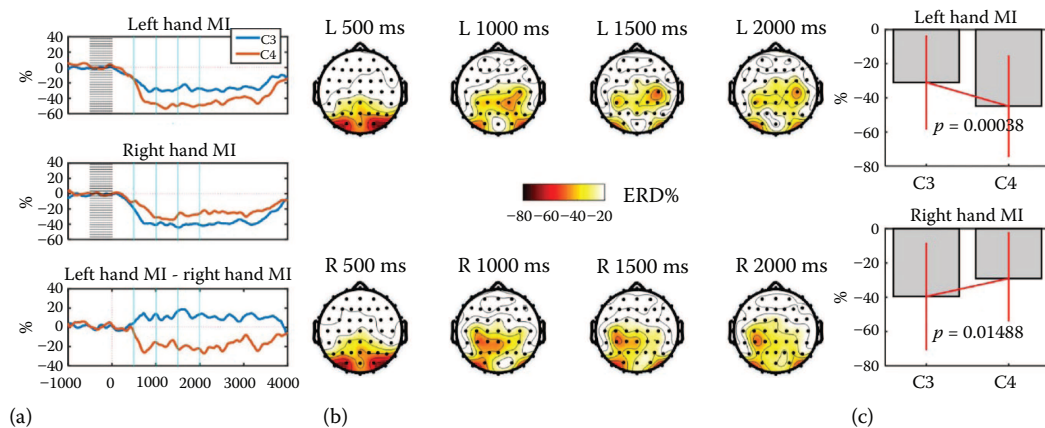 Left hand MI
40
20
0
−20
−40
−60
%
C3
C4
Right hand MI
40
20
0
−20
−40
−60
%
Left hand MI - right hand MI
40
20
0
20
40
%
−1000 0 1000 2000 3000 4000
(a)
L 500 ms L 1000 ms L 1500 ms L 2000 ms
ERD%
−80 −60 −40 −20
R 500 ms R 1000 ms R 1500 ms R 2000 ms
(b)
Left hand MI
0
−20
−40
−60
−80
%
p = 0.00038
C3 C4
Right hand MI
0
−20
−40
−60
−80
%
p = 0.01488
C3 C4
(c)